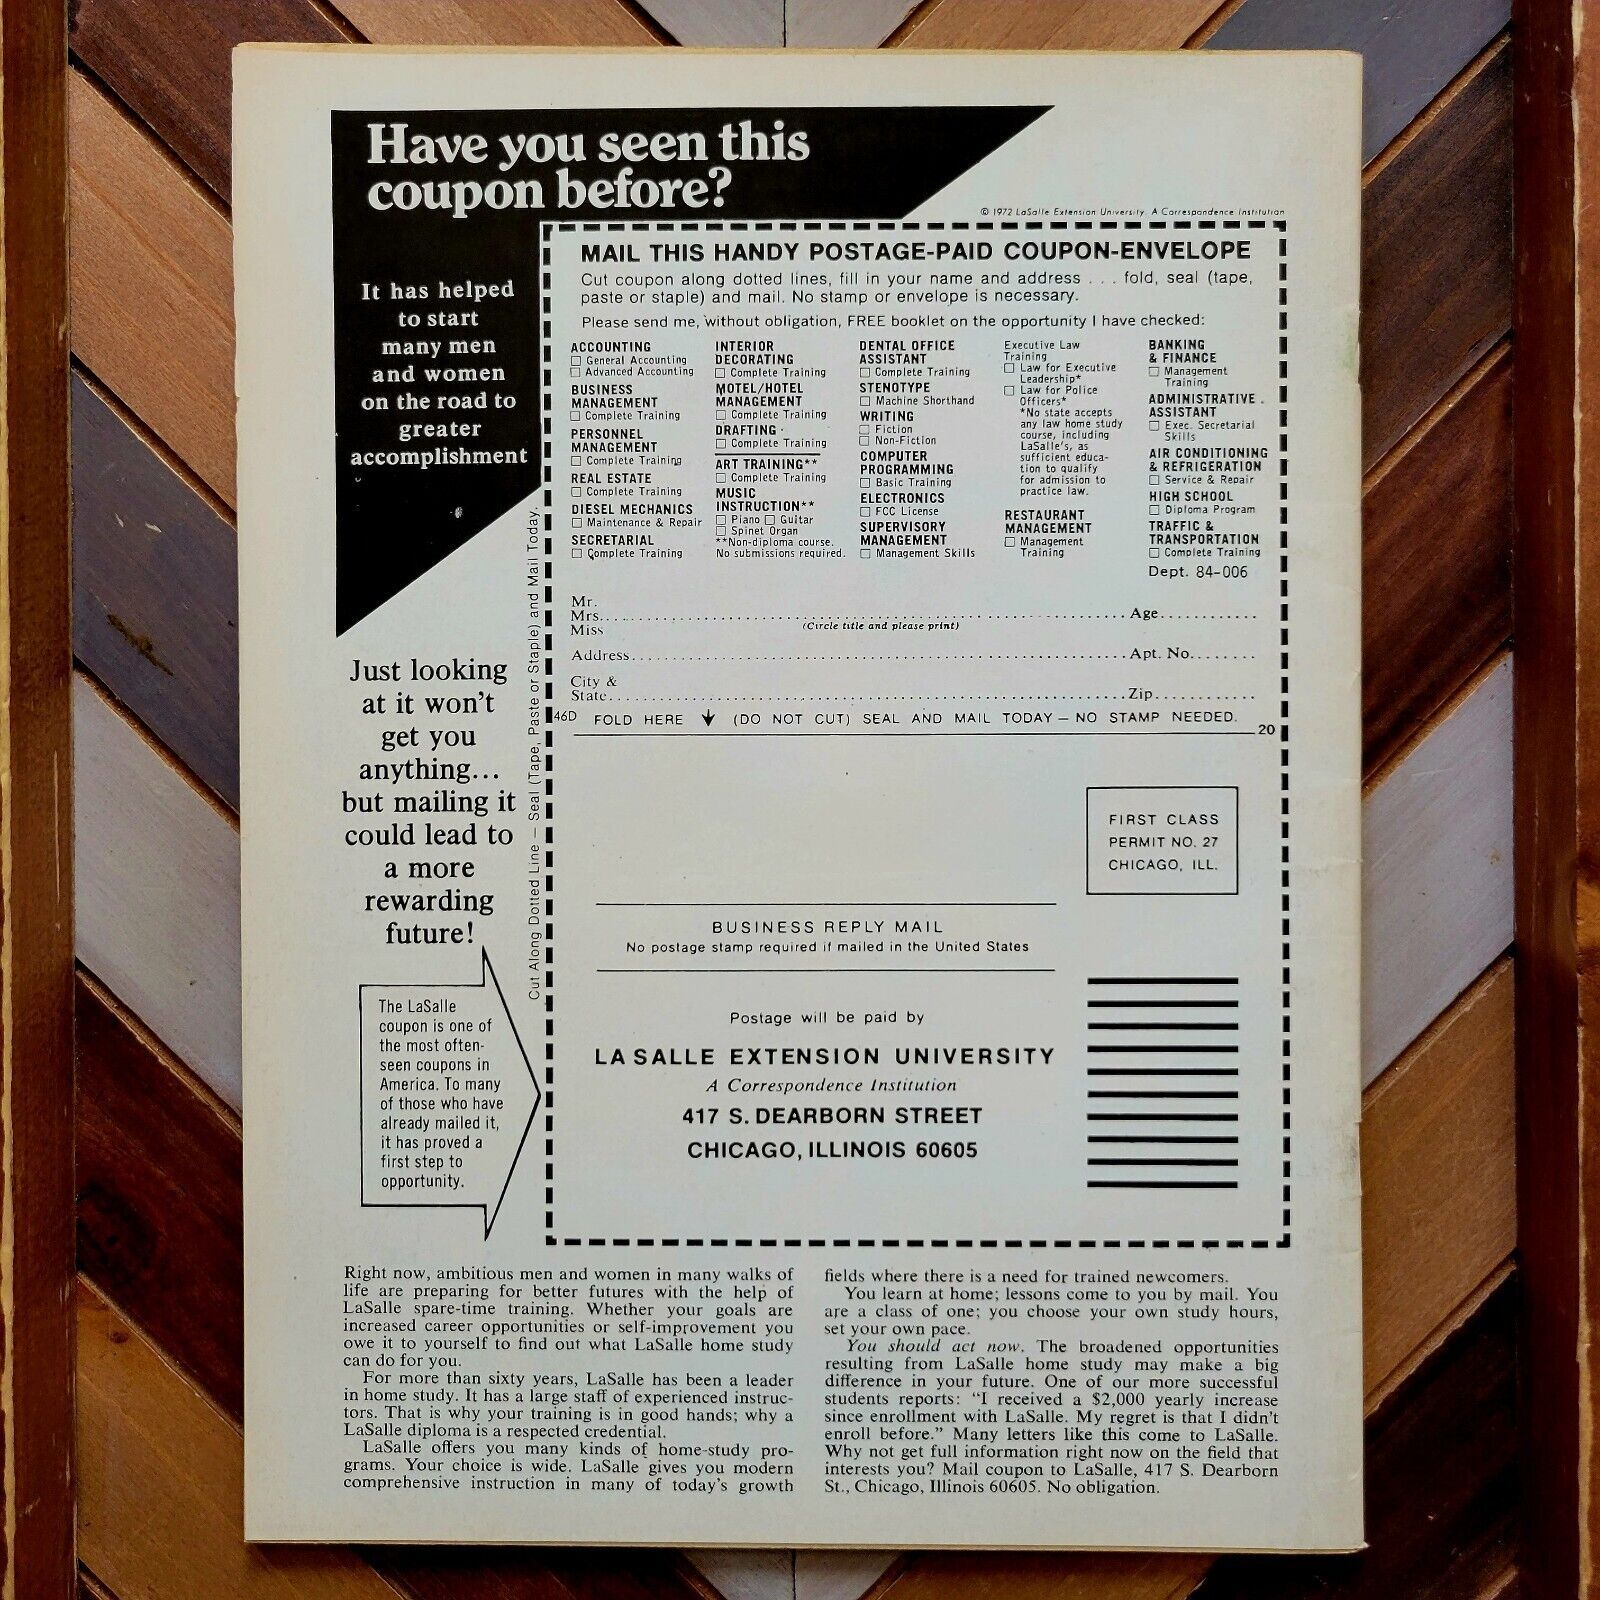 Have you seen this
coupon before?
It has helped
to start
many men
and women
on the road to
greater
accomplishment
Just looking
at it won't
get you
anything...
but mailing it
could lead to
a more
rewarding
future!
The LaSalle
coupon is one of
the most often-
seen coupons in
America. To many
of those who have
already mailed it,
it has proved a
first step to
opportunity.
Cut Along Dotted Line — Seal (Tape, Paste or Staple) and Mail Today.
© 1972 LaSalle Extension University. A Correspondence Institution
MAIL THIS HANDY POSTAGE-PAID COUPON-ENVELOPE
Cut coupon along dotted lines, fill in your name and address . . . fold, seal (tape,
paste or staple) and mail. No stamp or envelope is necessary.
Please send me, without obligation, FREE booklet on the opportunity I have checked:
ACCOUNTING
☐ General Accounting
☐ Advanced Accounting
BUSINESS
MANAGEMENT
☐ Complete Training
PERSONNEL
MANAGEMENT
☐ Complete Training
REAL ESTATE
☐ Complete Training
DIESEL MECHANICS
☐ Maintenance & Repair
SECRETARIAL
☐ Complete Training
INTERIOR
DECORATING
☐ Complete Training
MOTEL/HOTEL
MANAGEMENT
☐ Complete Training
DRAFTING
☐ Complete Training
ART TRAINING**
☐ Complete Training
MUSIC
INSTRUCTION**
☐ Piano ☐ Guitar
☐ Spinet Organ
**Non-diploma course.
No submissions required.
DENTAL OFFICE
ASSISTANT
☐ Complete Training
STENOTYPE
☐ Machine Shorthand
WRITING
☐ Fiction
☐ Non-Fiction
COMPUTER
PROGRAMMING
☐ Basic Training
ELECTRONICS
☐ FCC License
SUPERVISORY
MANAGEMENT
☐ Management Skills
Executive Law
Training
☐ Law for Executive
Leadership*
☐ Law for Police
Officers*
*No state accepts
any law home study
course, including
LaSalle's, as
sufficient educa-
tion to qualify
for admission to
practice law.
RESTAURANT
MANAGEMENT
☐ Management
Training
BANKING
& FINANCE
☐ Management
Training
ADMINISTRATIVE
ASSISTANT
☐ Exec. Secretarial
Skills
AIR CONDITIONING
& REFRIGERATION
☐ Service & Repair
HIGH SCHOOL
☐ Diploma Program
TRAFFIC &
TRANSPORTATION
☐ Complete Training
Dept. 84-006
Mr.
Mrs. Age
Miss (Circle title and please print)
Address Apt. No.
City &
State Zip
46D FOLD HERE ↓ (DO NOT CUT) SEAL AND MAIL TODAY — NO STAMP NEEDED.
20
FIRST CLASS
PERMIT NO. 27
CHICAGO, ILL.
BUSINESS REPLY MAIL
No postage stamp required if mailed in the United States
Postage will be paid by
LA SALLE EXTENSION UNIVERSITY
A Correspondence Institution
417 S. DEARBORN STREET
CHICAGO, ILLINOIS 60605
Right now, ambitious men and women in many walks of
life are preparing for better futures with the help of
LaSalle spare-time training. Whether your goals are
increased career opportunities or self-improvement you
owe it to yourself to find out what LaSalle home study
can do for you.
For more than sixty years, LaSalle has been a leader
in home study. It has a large staff of experienced instruc-
tors. That is why your training is in good hands; why a
LaSalle diploma is a respected credential.
LaSalle offers you many kinds of home-study pro-
grams. Your choice is wide. LaSalle gives you modern
comprehensive instruction in many of today's growth
fields where there is a need for trained newcomers.
You learn at home; lessons come to you by mail. You
are a class of one; you choose your own study hours,
set your own pace.
You should act now. The broadened opportunities
resulting from LaSalle home study may make a big
difference in your future. One of our more successful
students reports: "I received a $2,000 yearly increase
since enrollment with LaSalle. My regret is that I didn't
enroll before." Many letters like this come to LaSalle.
Why not get full information right now on the field that
interests you? Mail coupon to LaSalle, 417 S. Dearborn
St., Chicago, Illinois 60605. No obligation.